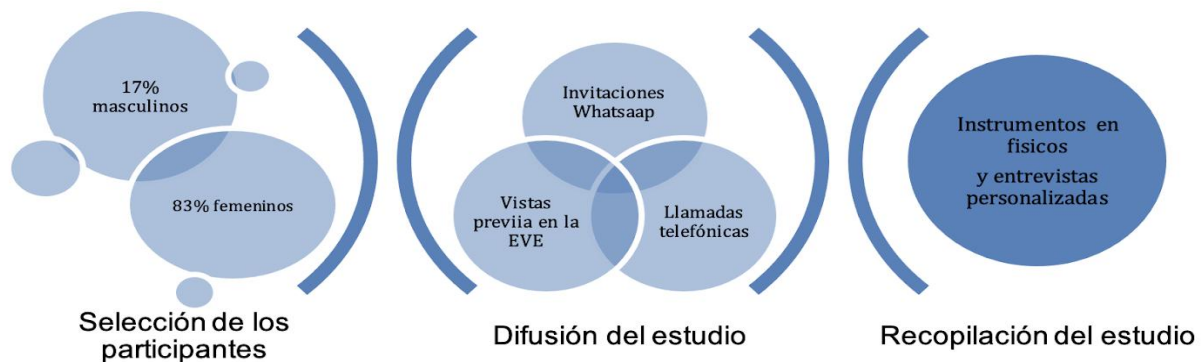 17%
masculinos
83% femeninos
Selección de los
participantes
Invitaciones
Whatsaap
Vistas
previia en la
EVE
Llamadas
telefónicas
Difusión del estudio
Instrumentos en
fisicos
y entrevistas
personalizadas
Recopilación del estudio